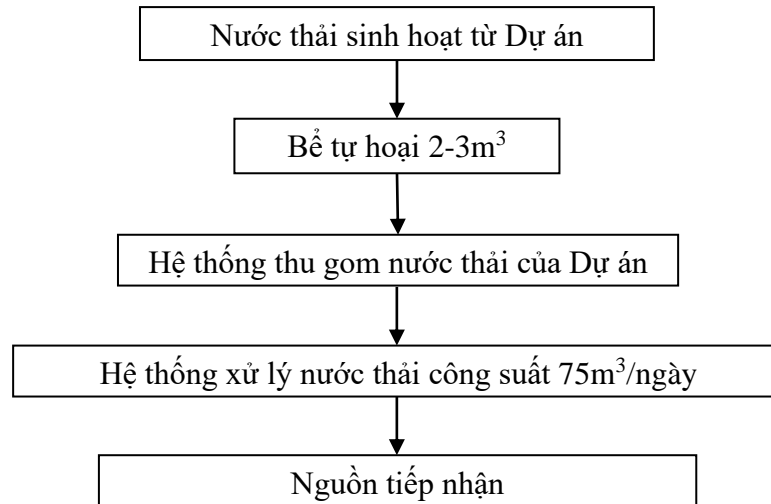 Nước thải sinh hoạt từ Dự án
Bể tự hoại 2-3m³
Hệ thống thu gom nước thải của Dự án
Hệ thống xử lý nước thải công suất 75m³/ngày
Nguồn tiếp nhận